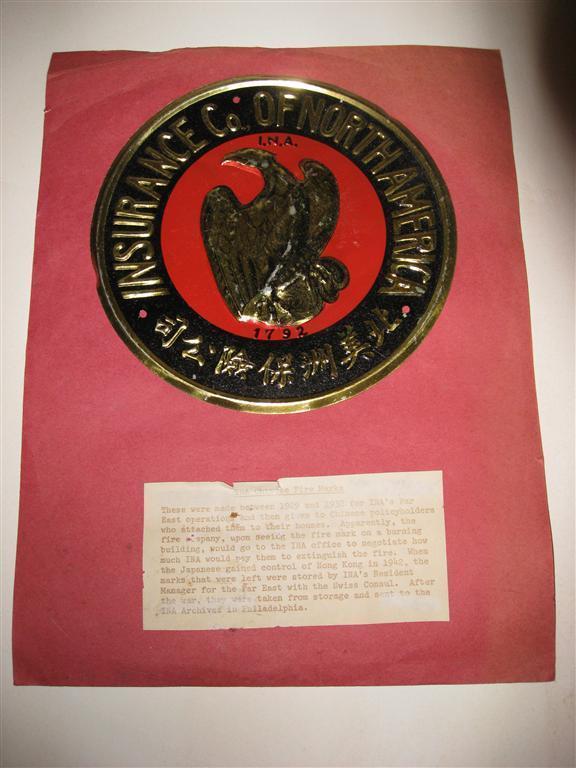 INSURANCE Co. OF NORTH AMERICA
I.N.A.
1792
司公險保洲美北
INA Chinese Fire Marks
These were made between 1929 and 1932 for INA's Far
East operations and then given to Chinese policyholders
who attached them to their houses. Apparently, the
fire company, upon seeing the fire mark on a burning
building, would go to the INA office to negotiate how
much INA would pay them to extinguish the fire. When
the Japanese gained control of Hong Kong in 1942, the
marks that were left were stored by INA's Resident
Manager for the Far East with the Swiss Consul. After
the war, they were taken from storage and sent to the
INA Archives in Philadelphia.